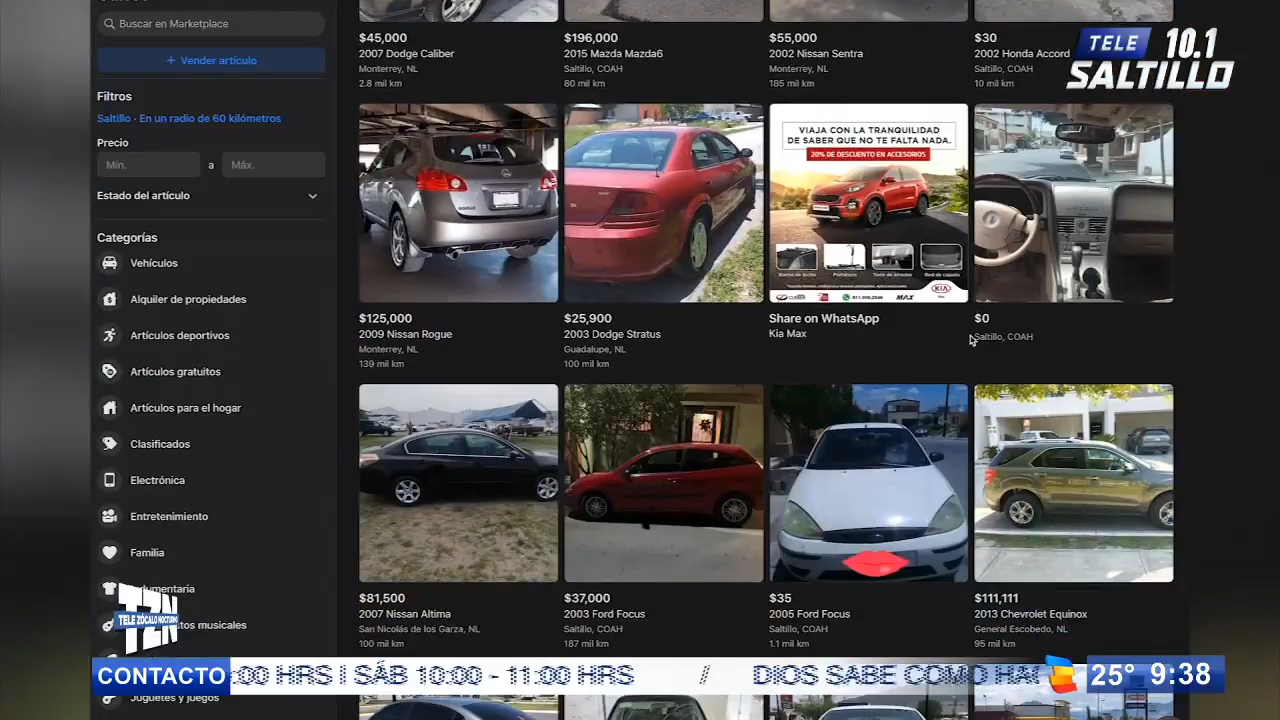 Buscar en Marketplace
+ Vender artículo
Filtros
Saltillo · En un radio de 60 kilómetros
Precio
Mín.
a
Máx.
Estado del artículo
Categorías
Vehículos
Alquiler de propiedades
Artículos deportivos
Artículos gratuitos
Artículos para el hogar
Clasificados
Electrónica
Entretenimiento
Familia
Juguetes y juegos
$45,000
2007 Dodge Caliber
Monterrey, NL
2.8 mil km
$196,000
2015 Mazda Mazda6
Saltillo, COAH
80 mil km
$55,000
2002 Nissan Sentra
Monterrey, NL
185 mil km
$30
2002 Honda Accord
Saltillo, COAH
10 mil km
TELE 10.1
SALTILLO
VIAJA CON LA TRANQUILIDAD
DE SABER QUE NO TE FALTA NADA.
20% DE DESCUENTO EN ACCESORIOS
KIA
MAX
$125,000
2009 Nissan Rogue
Monterrey, NL
139 mil km
$25,900
2003 Dodge Stratus
Guadalupe, NL
100 mil km
Share on WhatsApp
Kia Max
$0
Saltillo, COAH
$81,500
2007 Nissan Altima
San Nicolás de los Garza, NL
100 mil km
$37,000
2003 Ford Focus
Saltillo, COAH
187 mil km
$35
2005 Ford Focus
Saltillo, COAH
1.1 mil km
$111,111
2013 Chevrolet Equinox
General Escobedo, NL
95 mil km
TZN
TELE ZÓCALO NOCTURNO
musicales
CONTACTO
:00 HRS | SÁB 10:00 - 11:00 HRS / DIOS SABE COMO HA
25° 9:38